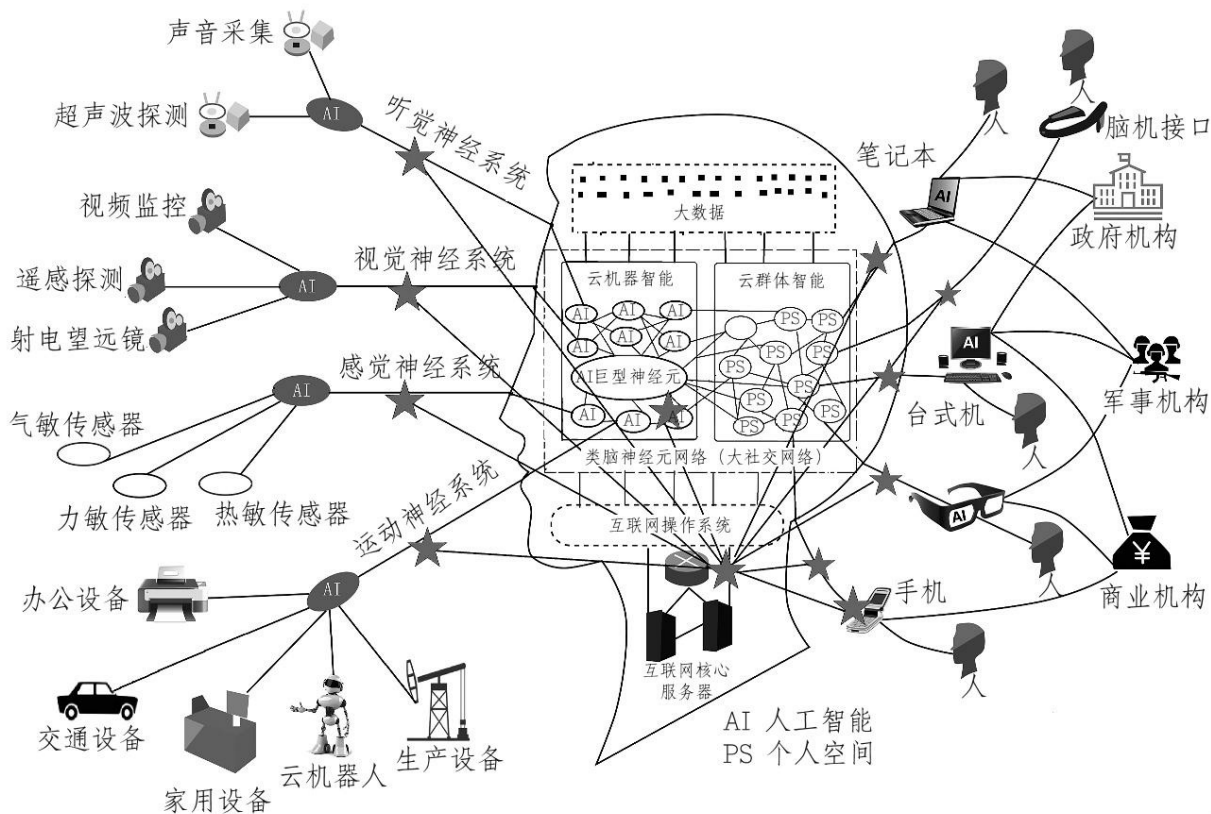 声音采集
AI
超声波探测
听觉神经系统
视频监控
遥感探测
AI
射电望远镜
视觉神经系统
感觉神经系统
AI
气敏传感器
力敏传感器
热敏传感器
运动神经系统
AI
办公设备
交通设备
家用设备
云机器人
生产设备
大数据
云机器智能
AI
AI
AI
AI
AI
AI
AI巨型神经元
AI
AI
AI
云群体智能
PS
PS
PS
PS
PS
PS
PS
PS
PS
PS
类脑神经元网络(大社交网络)
互联网操作系统
互联网核心
服务器
笔记本
AI
人
人
脑机接口
政府机构
AI
台式机
人
军事机构
AI
人
商业机构
手机
人
AI 人工智能
PS 个人空间